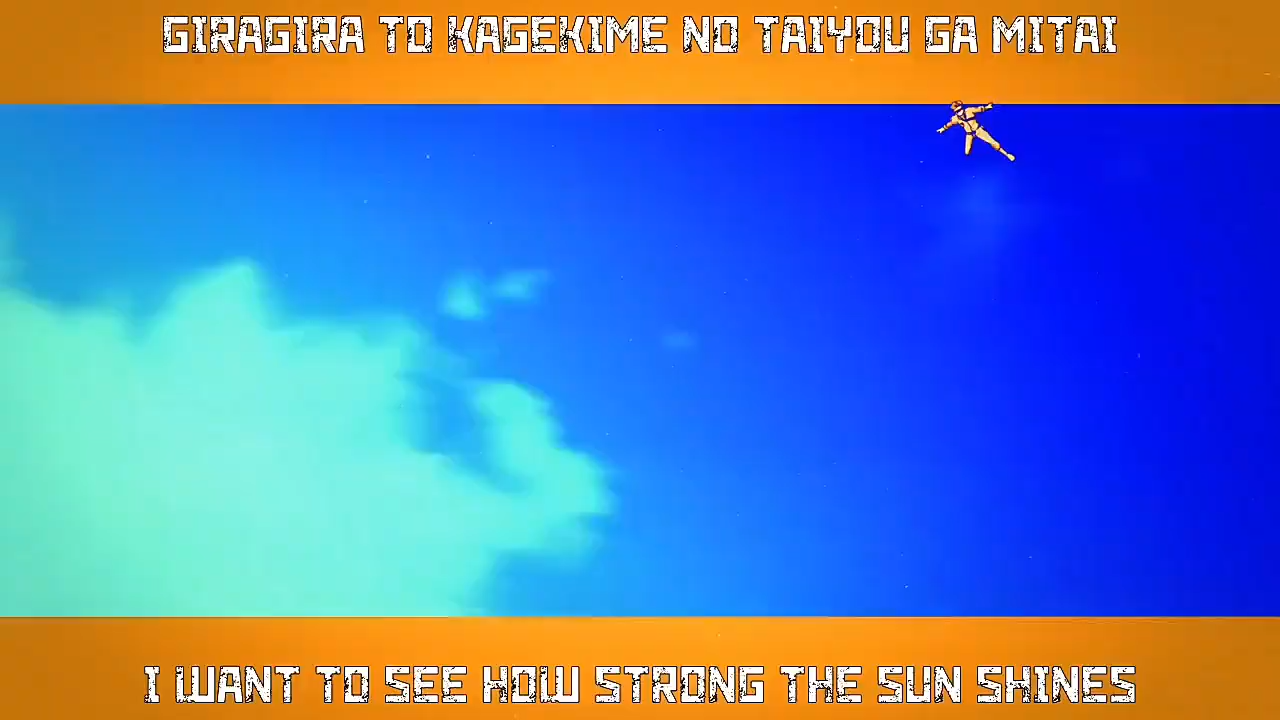 GIRAGIRA TO KAGEKIME NO TAIYOU GA MITAI
I WANT TO SEE HOW STRONG THE SUN SHINES